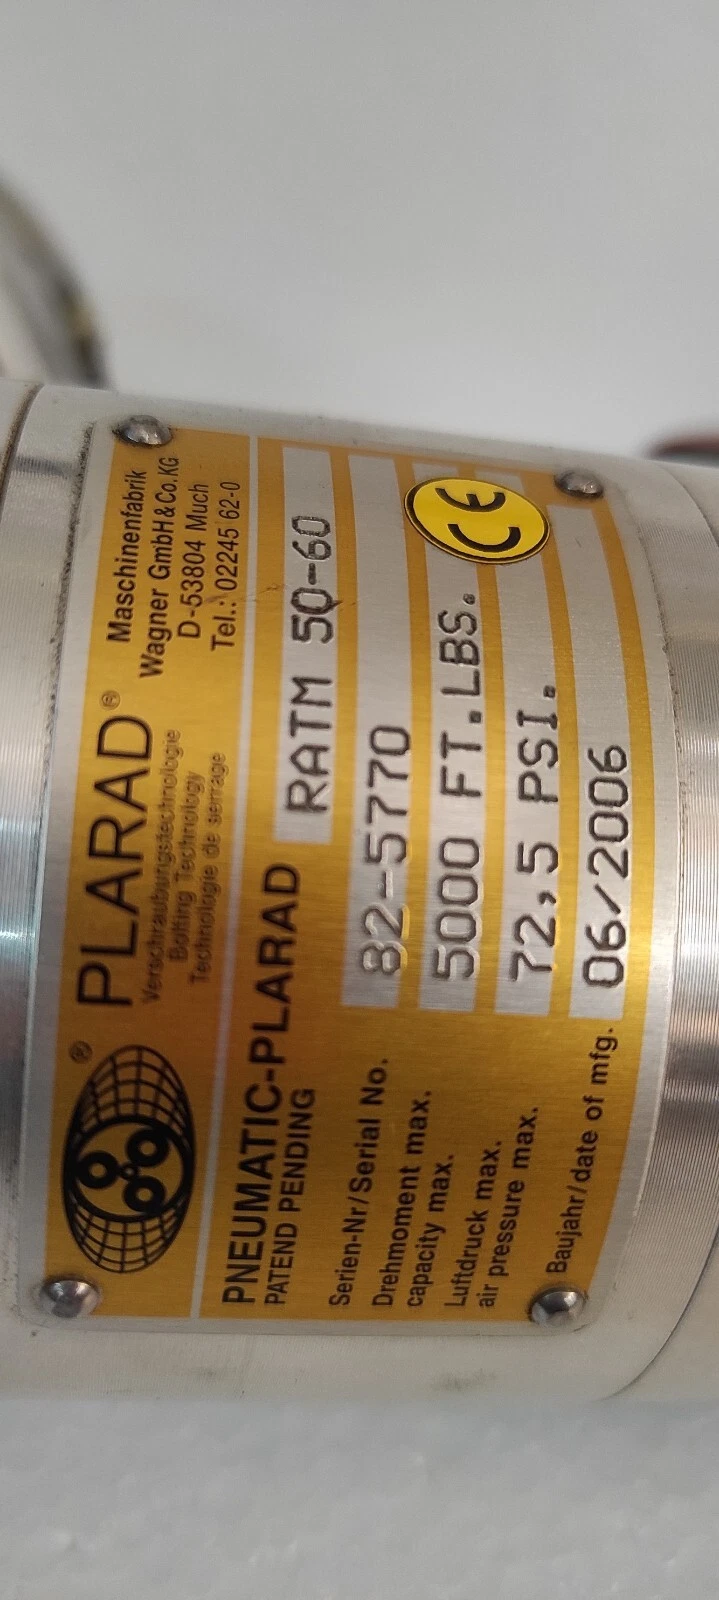 PLARAD®
Verschraubungstechnologie
Bolting Technology
Technologie de serrage
Maschinenfabrik
Wagner GmbH & Co. KG
D-53804 Much
Tel.: 02245 62-0
PNEUMATIC-PLARAD RATM 50-60
PATEND PENDING
Serien-Nr/Serial No. 82-5770
Drehmoment max.
capacity max. 5000 FT.LBS.
Luftdruck max.
air pressure max. 72,5 PSI.
Baujahr/date of mfg. 06/2006
CE